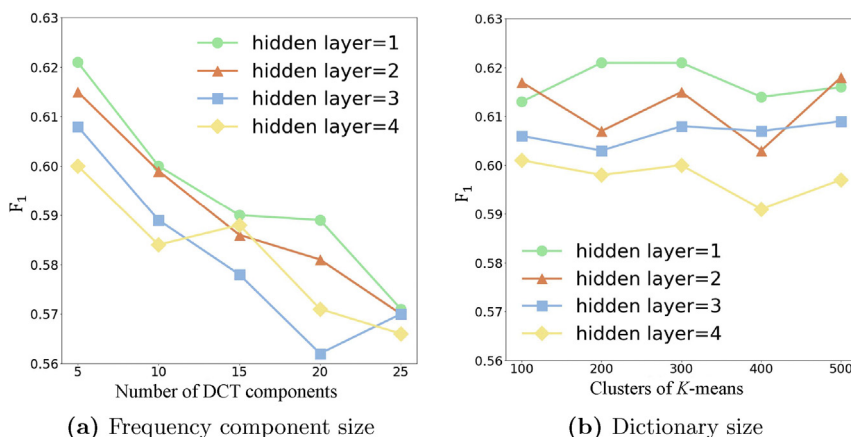 0.63
0.62
0.61
0.60
0.59
0.58
0.57
0.56
F1
hidden layer=1
hidden layer=2
hidden layer=3
hidden layer=4
5 10 15 20 25
Number of DCT components
(a) Frequency component size
0.63
0.62
0.61
0.60
0.59
0.58
0.57
0.56
F1
hidden layer=1
hidden layer=2
hidden layer=3
hidden layer=4
100 200 300 400 500
Clusters of K-means
(b) Dictionary size